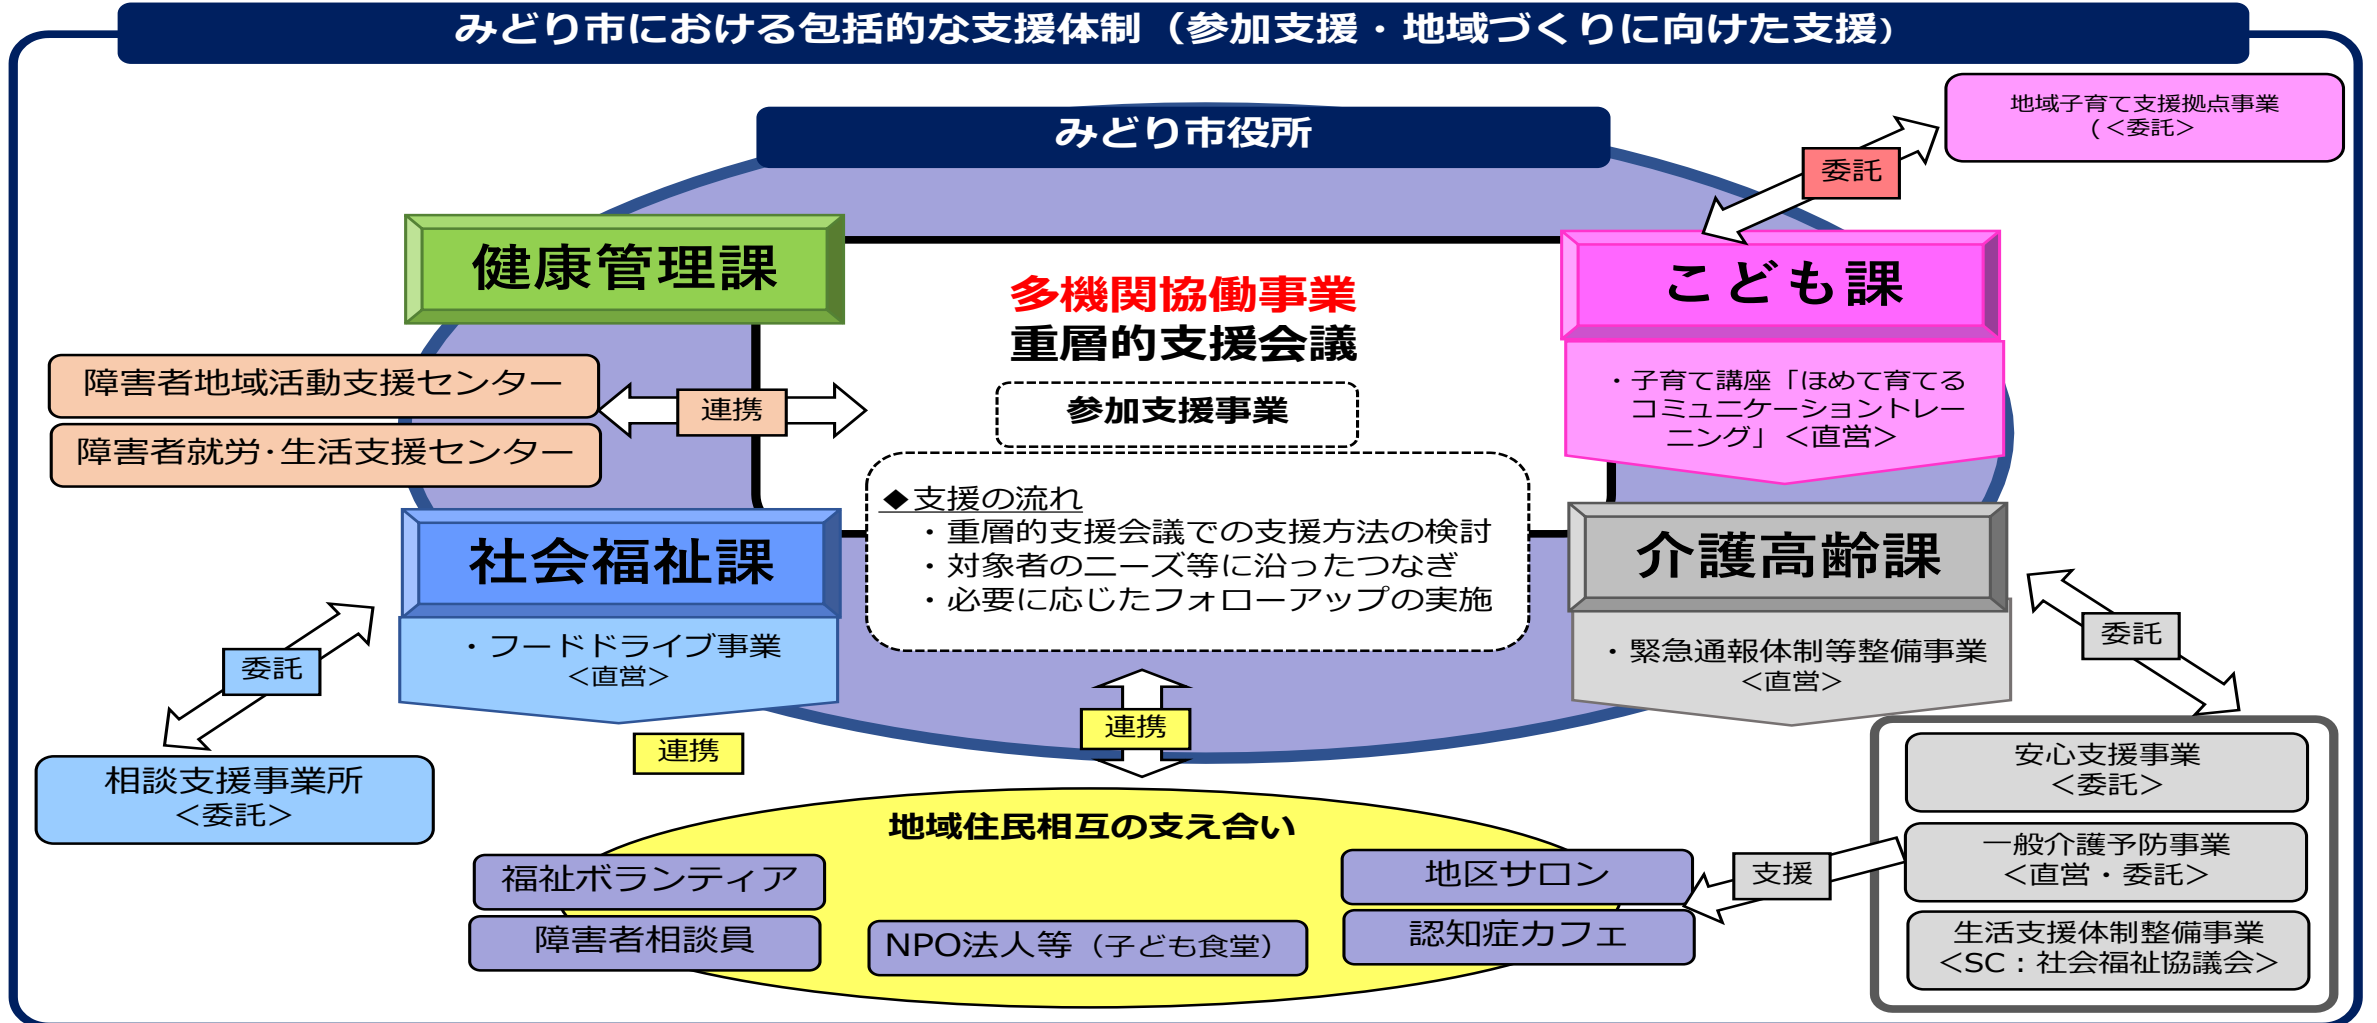 みどり市における包括的な支援体制（参加支援・地域づくりに向けた支援）
地域子育て支援拠点事業
(＜委託＞
みどり市役所
委託
健康管理課
こども課
多機関協働事業
重層的支援会議
・子育て講座「ほめて育てる
コミュニケーショントレー
ニング」＜直営＞
障害者地域活動支援センター
連携
参加支援事業
障害者就労･生活支援センター
◆支援の流れ
・重層的支援会議での支援方法の検討
・対象者のニーズ等に沿ったつなぎ
・必要に応じたフォローアップの実施
社会福祉課
介護高齢課
・フードドライブ事業
＜直営＞
・緊急通報体制等整備事業
＜直営＞
委託
委託
連携
連携
相談支援事業所
＜委託＞
安心支援事業
＜委託＞
地域住民相互の支え合い
福祉ボランティア
地区サロン
支援
一般介護予防事業
＜直営・委託＞
障害者相談員
NPO法人等（子ども食堂）
認知症カフェ
生活支援体制整備事業
＜SC：社会福祉協議会＞